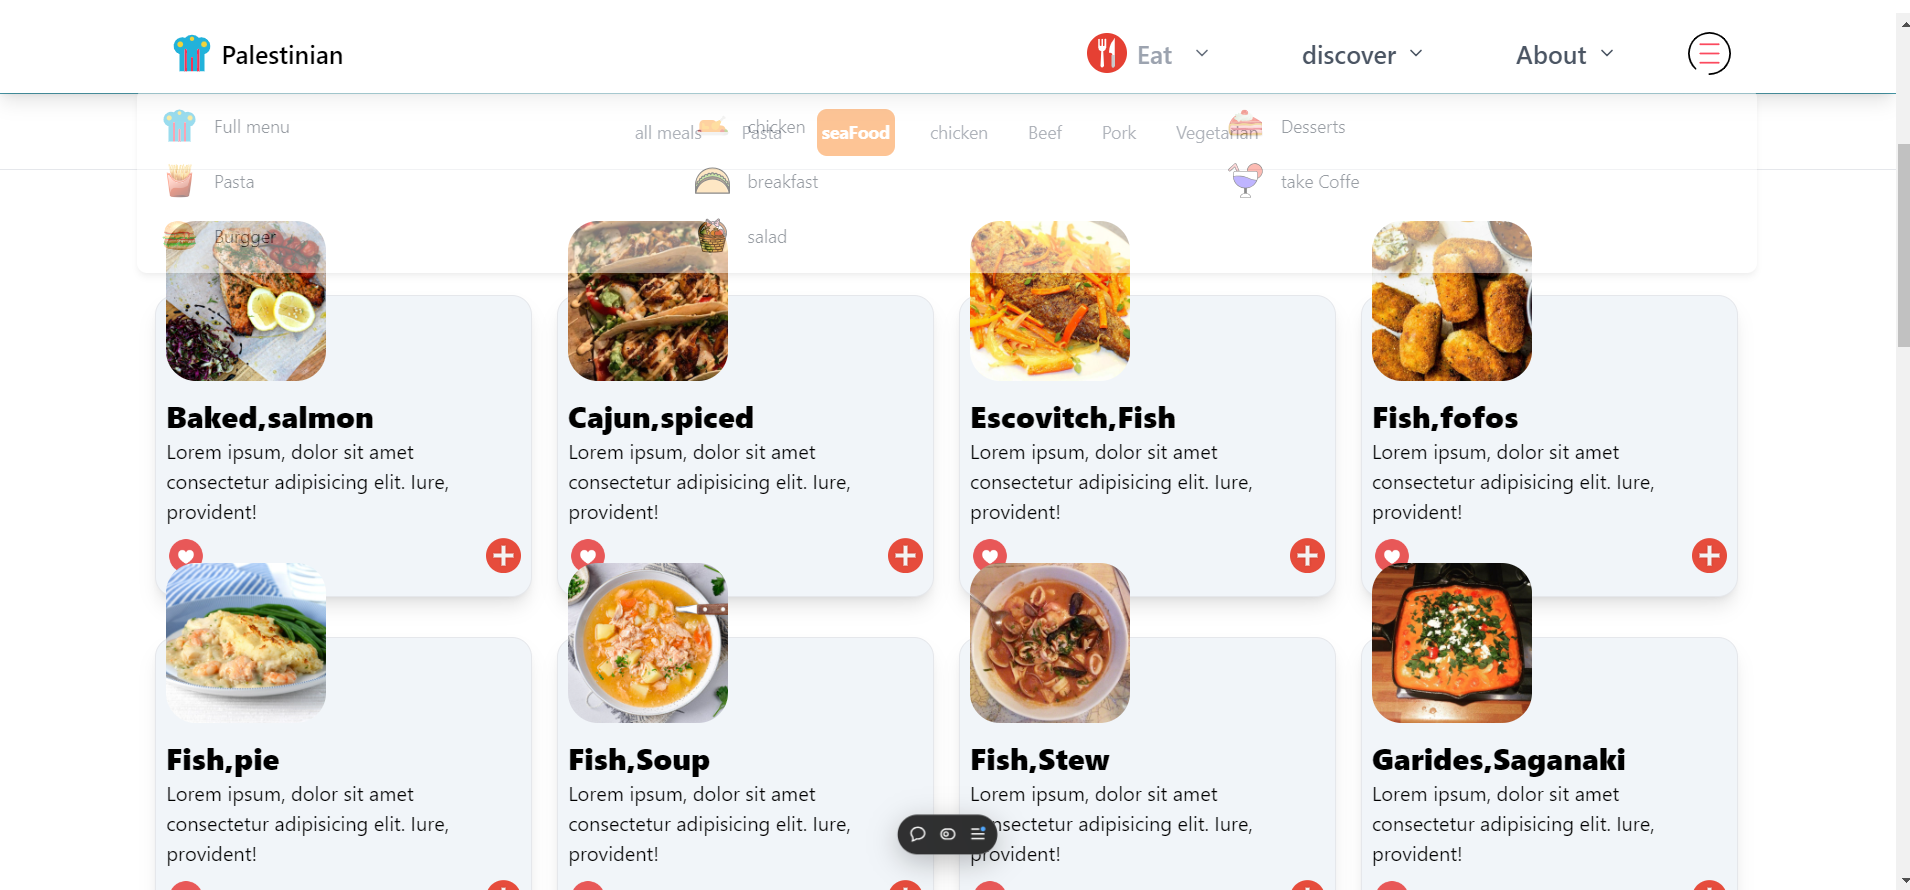 Palestinian
Eat
discover
About
Full menu
chicken
Desserts
all meals
Pasta
seaFood
chicken
Beef
Pork
Vegetarian
Pasta
breakfast
take Coffe
Burgger
salad
Baked,salmon
Lorem ipsum, dolor sit amet
consectetur adipisicing elit. Iure,
provident!
Cajun,spiced
Lorem ipsum, dolor sit amet
consectetur adipisicing elit. Iure,
provident!
Escovitch,Fish
Lorem ipsum, dolor sit amet
consectetur adipisicing elit. Iure,
provident!
Fish,fofos
Lorem ipsum, dolor sit amet
consectetur adipisicing elit. Iure,
provident!
Fish,pie
Lorem ipsum, dolor sit amet
consectetur adipisicing elit. Iure,
provident!
Fish,Soup
Lorem ipsum, dolor sit amet
consectetur adipisicing elit. Iure,
provident!
Fish,Stew
Lorem ipsum, dolor sit amet
consectetur adipisicing elit. Iure,
provident!
Garides,Saganaki
Lorem ipsum, dolor sit amet
consectetur adipisicing elit. Iure,
provident!